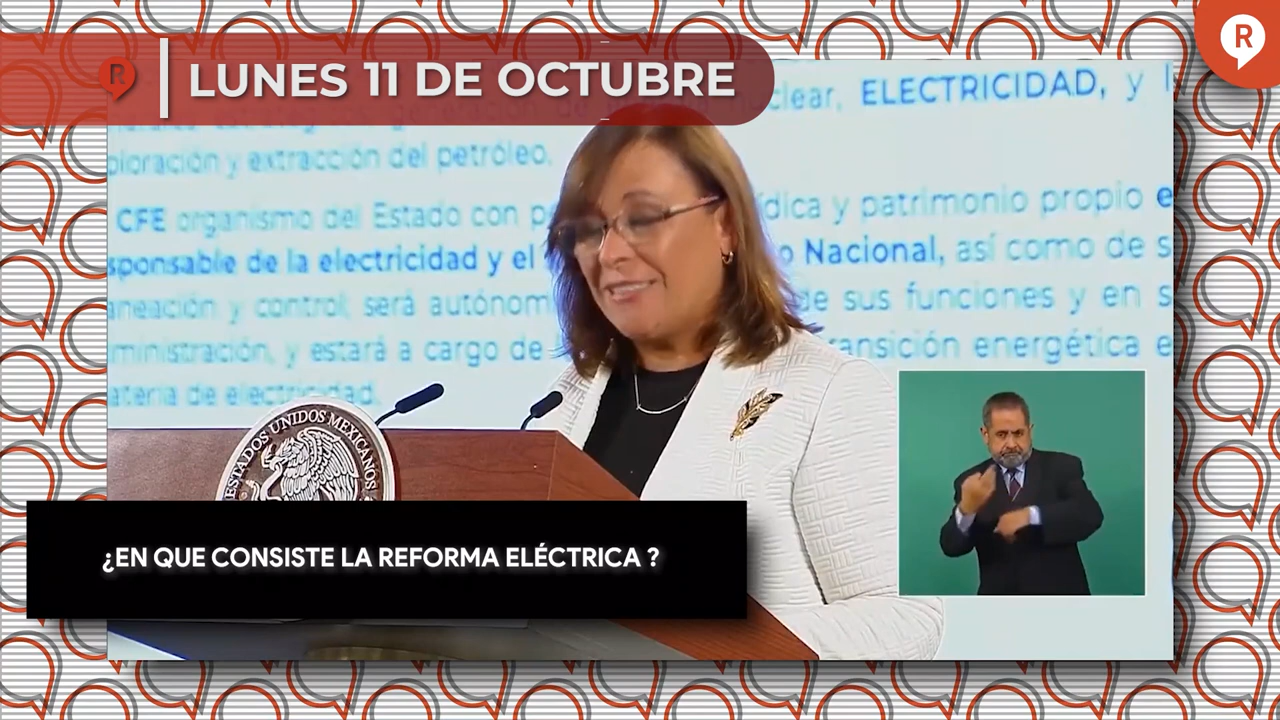 R
R
LUNES 11 DE OCTUBRE
clear, ELECTRICIDAD, y
ploración y extracción del petróleo.
CFE organismo del Estado con
ídica y patrimonio propio e
sponsable de la electricidad y el
o Nacional, así como de s
aneación y control; será autónom
de sus funciones y en s
ministración, y estará a cargo de
ransición energética e
ateria de electricidad.
ESTADOS UNIDOS MEXICANOS
¿EN QUE CONSISTE LA REFORMA ELÉCTRICA ?